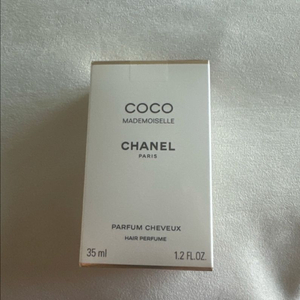 COCO
MADEMOISELLE
CHANEL
PARIS
PARFUM CHEVEUX
HAIR PERFUME
35 ml 1.2 FL.OZ.